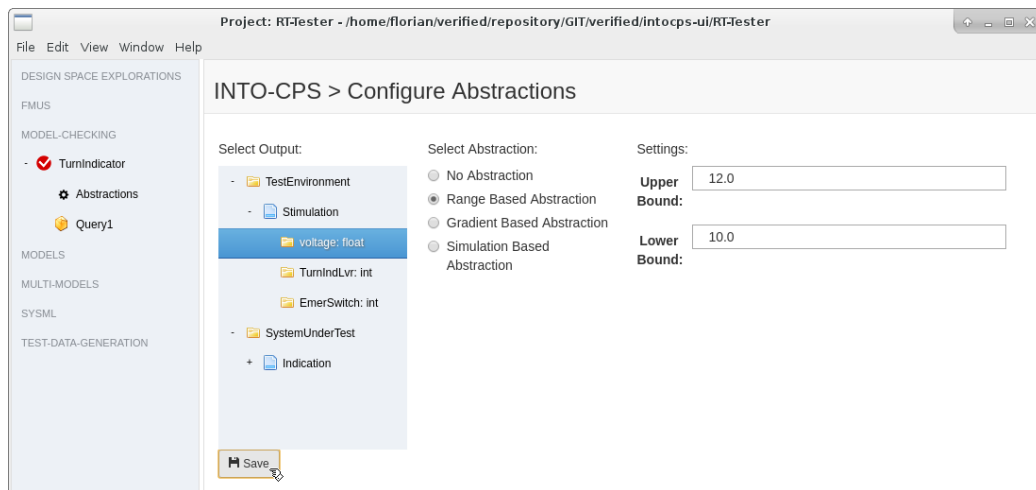 Project: RT-Tester - /home/florian/verified/repository/GIT/verified/intocps-ui/RT-Tester
File Edit View Window Help
DESIGN SPACE EXPLORATIONS
FMUS
MODEL-CHECKING
- TurnIndicator
Abstractions
Query1
MODELS
MULTI-MODELS
SYSML
TEST-DATA-GENERATION
INTO-CPS > Configure Abstractions
Select Output:
- TestEnvironment
- Stimulation
voltage: float
TurnIndLvr: int
EmerSwitch: int
- SystemUnderTest
+ Indication
Save
Select Abstraction:
No Abstraction
Range Based Abstraction
Gradient Based Abstraction
Simulation Based
Abstraction
Settings:
Upper
Bound:
12.0
Lower
Bound:
10.0